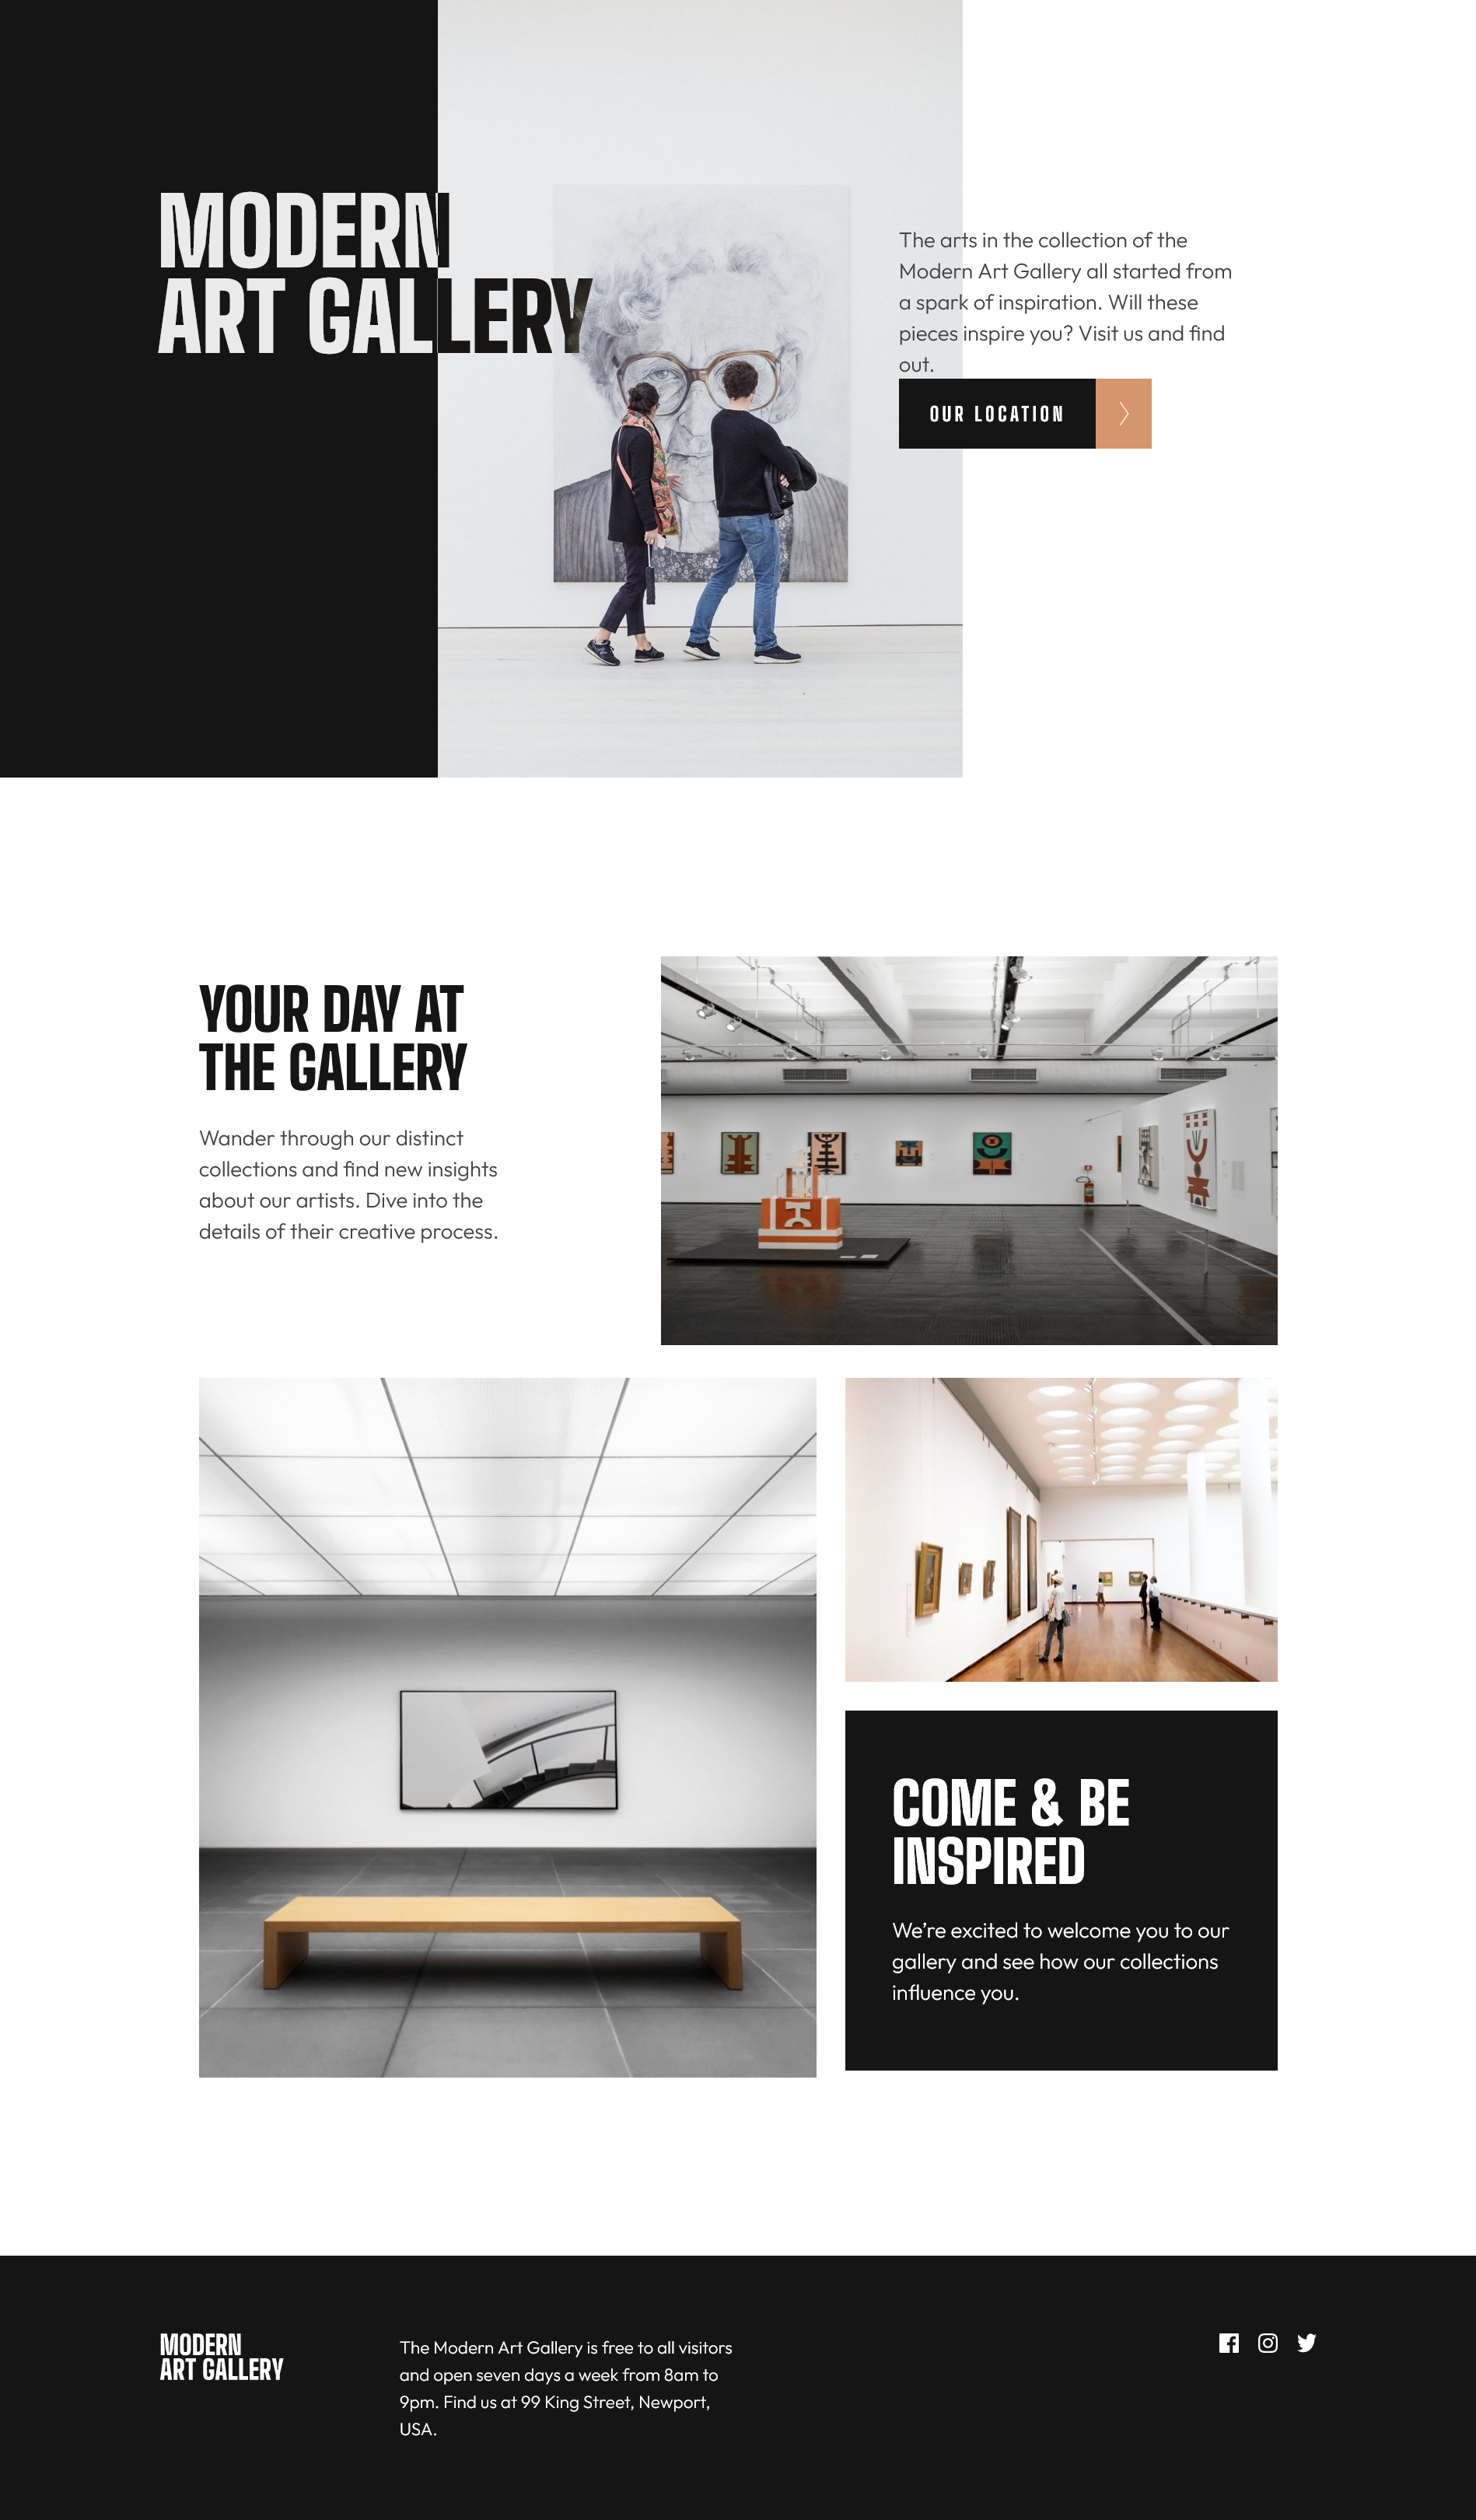 MODERN
ART GALLERY
The arts in the collection of the
Modern Art Gallery all started from
a spark of inspiration. Will these
pieces inspire you? Visit us and find
out.
OUR LOCATION
YOUR DAY AT
THE GALLERY
Wander through our distinct
collections and find new insights
about our artists. Dive into the
details of their creative process.
COME & BE
INSPIRED
We’re excited to welcome you to our
gallery and see how our collections
influence you.
MODERN
ART GALLERY
The Modern Art Gallery is free to all visitors
and open seven days a week from 8am to
9pm. Find us at 99 King Street, Newport,
USA.